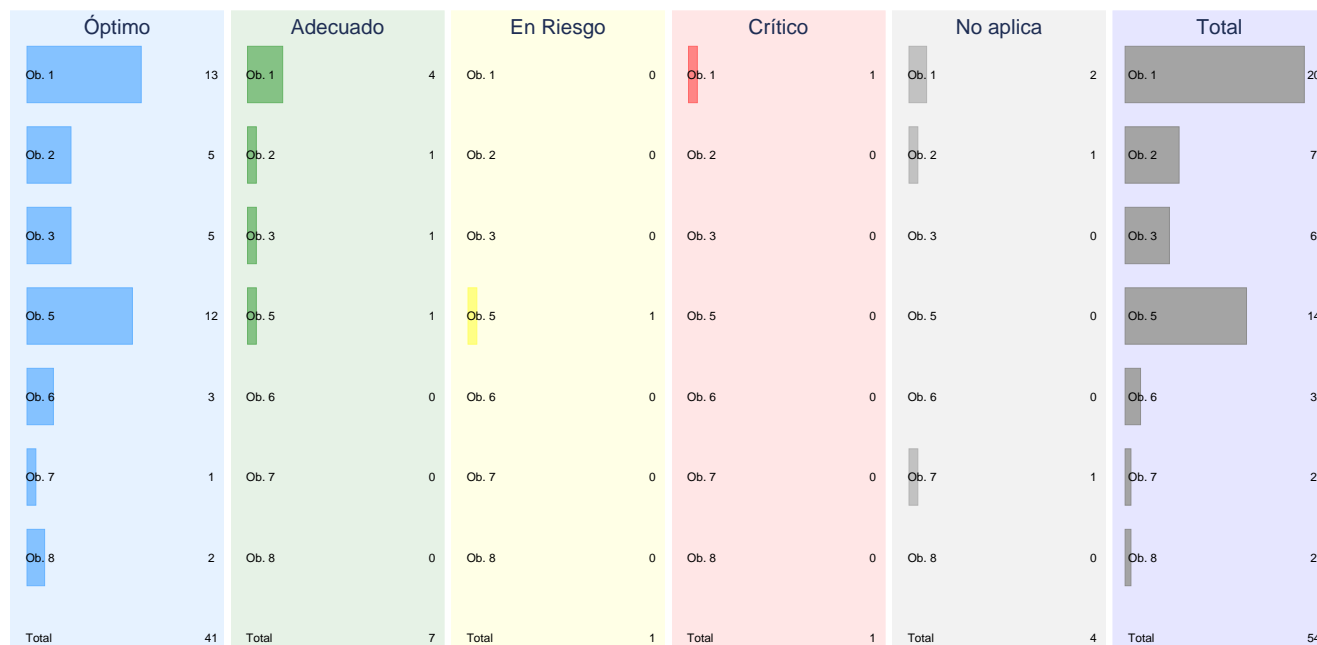 Óptimo Adecuado En Riesgo Crítico No aplica Total
Ob. 1 13 Ob. 1 4 Ob. 1 0 Ob. 1 1 Ob. 1 2 Ob. 1 20
Ob. 2 5 Ob. 2 1 Ob. 2 0 Ob. 2 0 Ob. 2 1 Ob. 2 7
Ob. 3 5 Ob. 3 1 Ob. 3 0 Ob. 3 0 Ob. 3 0 Ob. 3 6
Ob. 5 12 Ob. 5 1 Ob. 5 1 Ob. 5 0 Ob. 5 0 Ob. 5 14
Ob. 6 3 Ob. 6 0 Ob. 6 0 Ob. 6 0 Ob. 6 0 Ob. 6 3
Ob. 7 1 Ob. 7 0 Ob. 7 0 Ob. 7 0 Ob. 7 1 Ob. 7 2
Ob. 8 2 Ob. 8 0 Ob. 8 0 Ob. 8 0 Ob. 8 0 Ob. 8 2
Total 41 Total 7 Total 1 Total 1 Total 4 Total 54